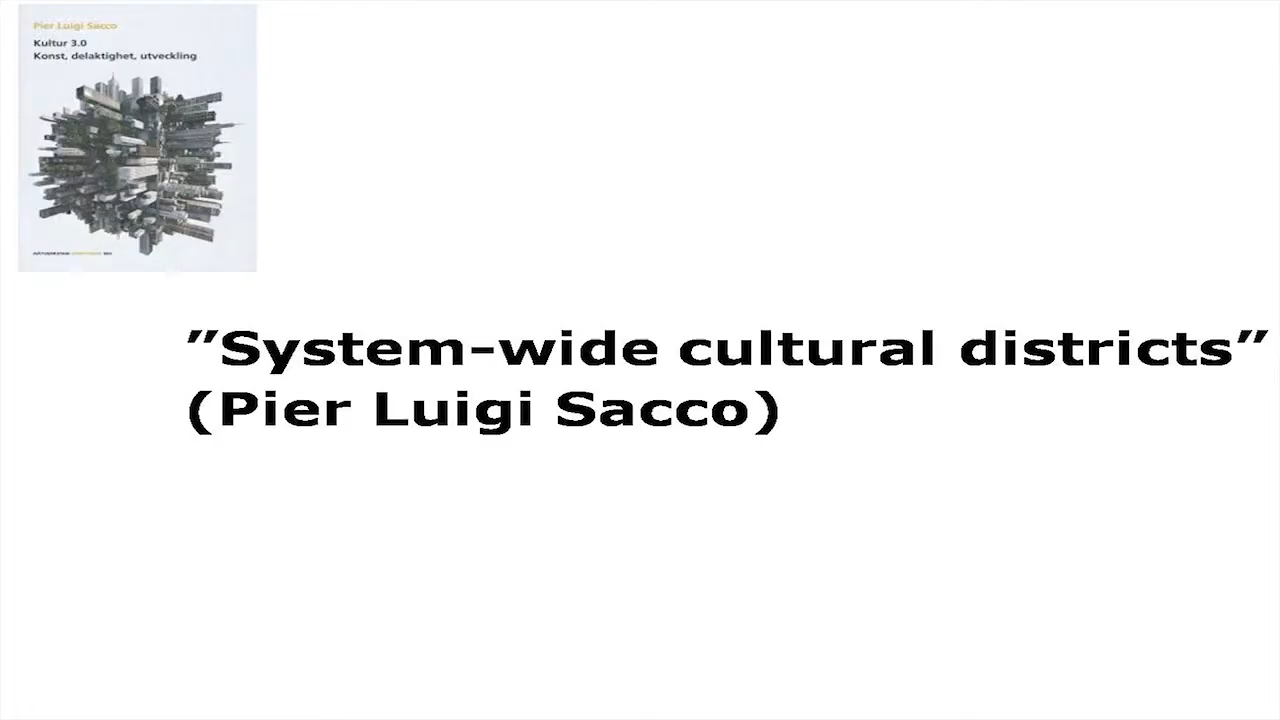 Pier Luigi Sacco
Kultur 3.0
Konst, delaktighet, utveckling
”System-wide cultural districts”
(Pier Luigi Sacco)